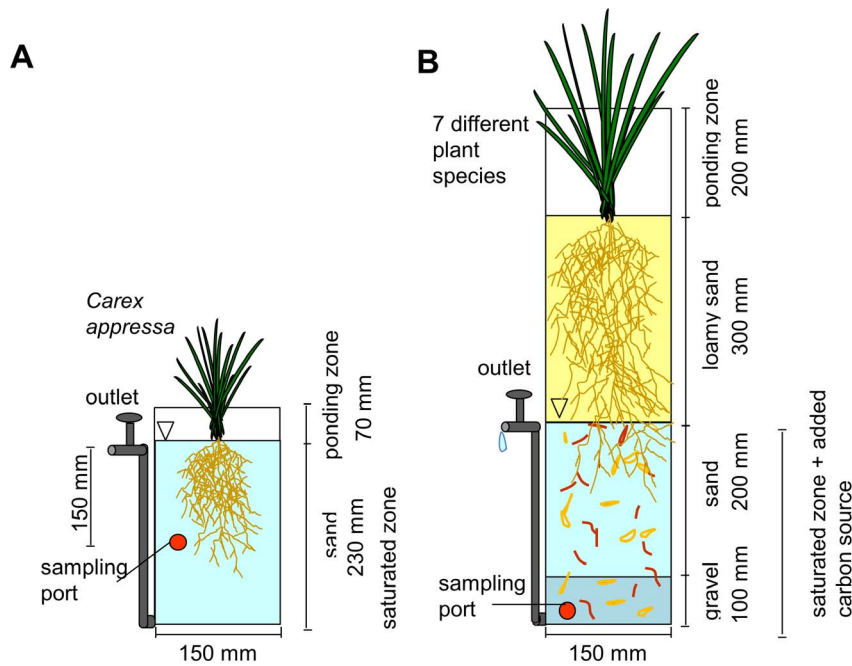 A
Carex
appressa
outlet
150 mm
sampling
port
150 mm
ponding zone
70 mm
sand
230 mm
saturated zone
B
7 different
plant
species
outlet
sampling
port
150 mm
ponding zone
200 mm
loamy sand
300 mm
sand
200 mm
gravel
100 mm
saturated zone + added
carbon source